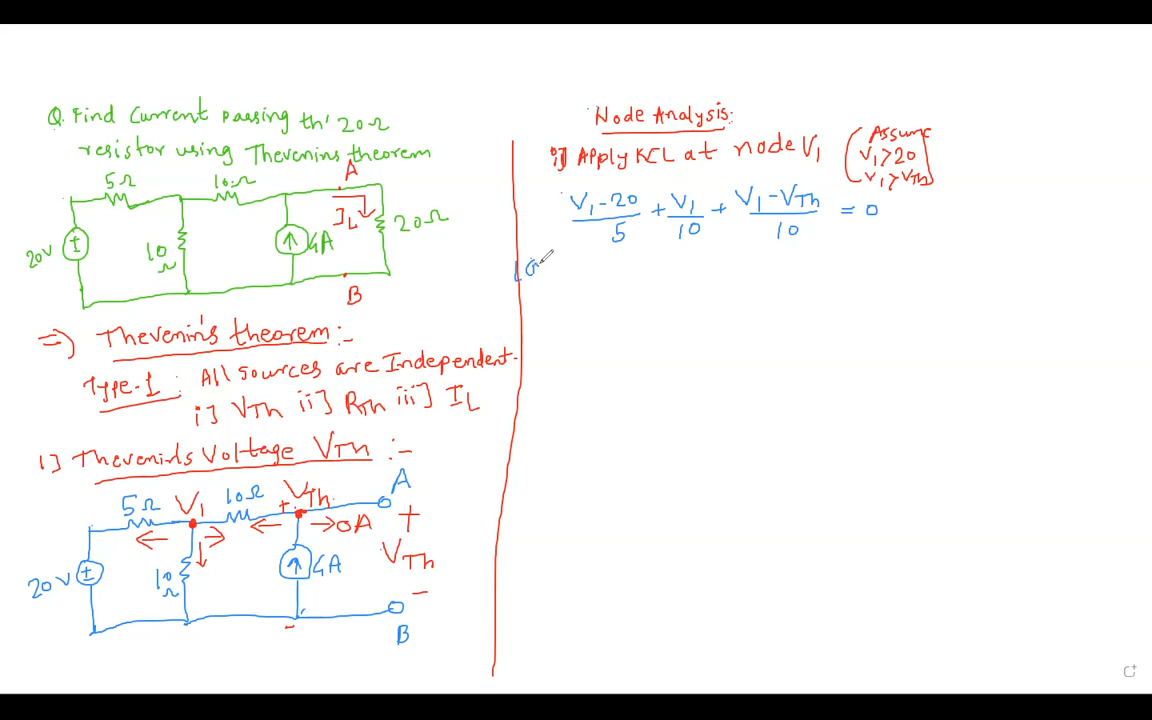 Q. Find Current passing th' 20Ω
resistor using Thevenins theorem
5Ω 10Ω A
20V ± 10Ω 4A IL 20Ω
B
=> Thevenin's theorem:-
Type-1: All sources are Independent.
i] VTh ii] RTh iii] IL
1] Thevenin's Voltage VTh :-
5Ω V1 10Ω + VTh A
0A +
20V ± 10Ω 4A VTh
- -
B
Node Analysis:
i] Apply KCL at node V1 (Assume
V1>20
V1>VTh)
V1-20/5 + V1/10 + V1-VTh/10 = 0